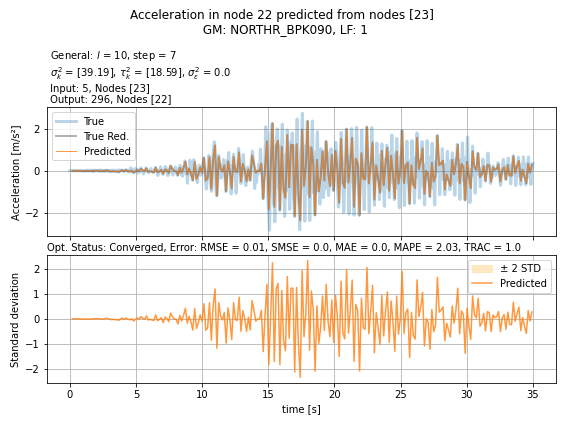 Acceleration in node 22 predicted from nodes [23]
GM: NORTHR_BPK090, LF: 1
General: l = 10, step = 7
σ²ₖ = [39.19], τ²ₖ = [18.59], σ²ε = 0.0
Input: 5, Nodes [23]
Output: 296, Nodes [22]
True
True Red.
Predicted
Acceleration [m/s²]
2
0
−2
Opt. Status: Converged, Error: RMSE = 0.01, SMSE = 0.0, MAE = 0.0, MAPE = 2.03, TRAC = 1.0
± 2 STD
Predicted
Standard deviation
2
1
0
−1
−2
0 5 10 15 20 25 30 35
time [s]